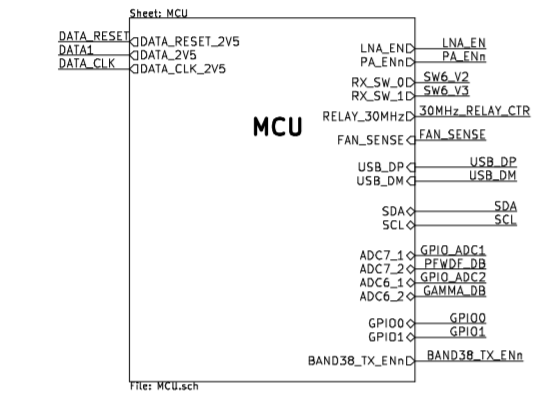 Sheet: MCU
DATA_RESET
DATA_RESET_2V5
DATA1
DATA_2V5
DATA_CLK
DATA_CLK_2V5
MCU
LNA_EN LNA_EN
PA_ENn PA_ENn
RX_SW_0 SW6_V2
RX_SW_1 SW6_V3
RELAY_30MHz 30MHz_RELAY_CTR
FAN_SENSE FAN_SENSE
USB_DP USB_DP
USB_DM USB_DM
SDA SDA
SCL SCL
ADC7_1 GPIO_ADC1
ADC7_2 PFWDF_DB
ADC6_1 GPIO_ADC2
ADC6_2 GAMMA_DB
GPIO0 GPIO0
GPIO1 GPIO1
BAND38_TX_ENn BAND38_TX_ENn
File: MCU.sch